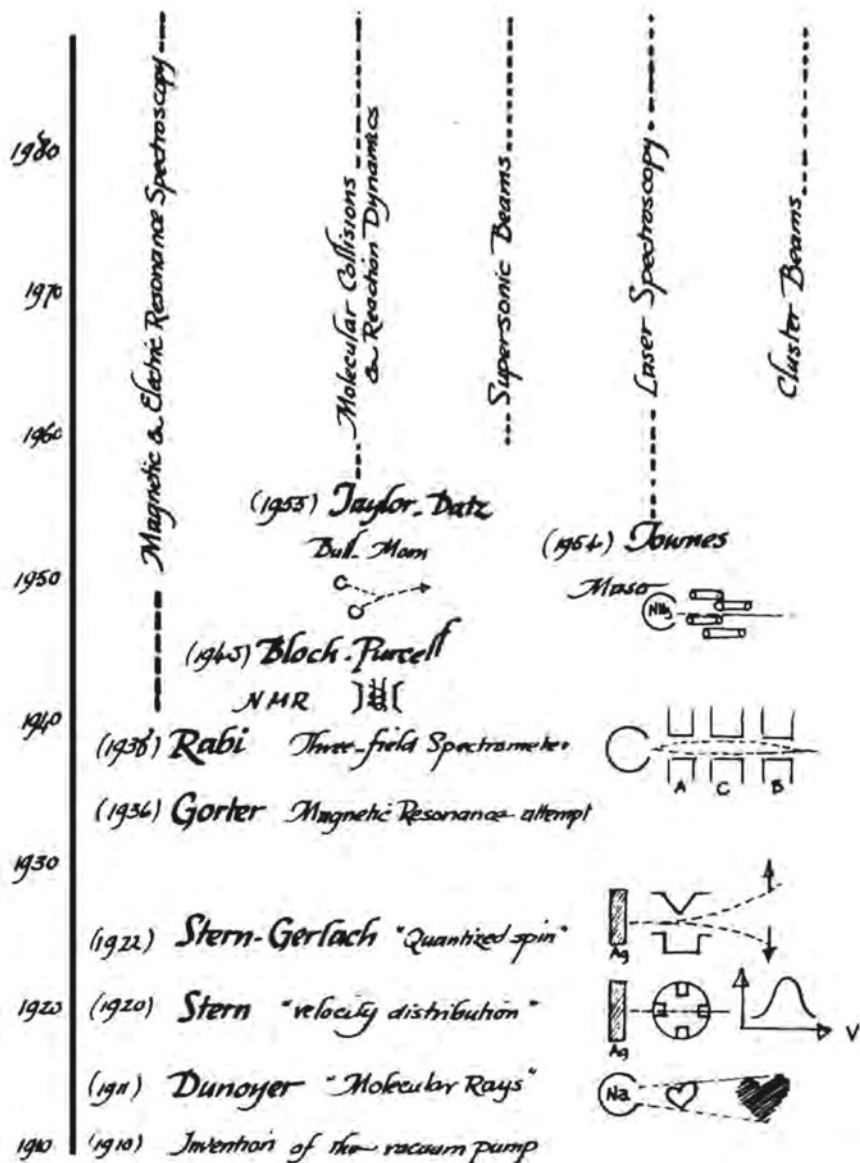 Magnetic & Electric Resonance Spectroscopy
Molecular Collisions
& Reaction Dynamics
Supersonic Beams
Laser Spectroscopy
Cluster Beams
1980
1970
1960
(1955) Taylor-Datz
Bull- Mom
(1954) Townes
1950
Maser
NH3
(1945) Bloch-Purcell
NMR
1940
(1938) Rabi Three-field Spectrometer
A C B
(1936) Gorter Magnetic Resonance attempt
1930
(1922) Stern-Gerlach "Quantized spin"
Ag
1920
(1920) Stern "velocity distribution"
Ag
V
(1911) Dunoyer "Molecular Rays"
Na
1910
(1910) Invention of the vacuum pump